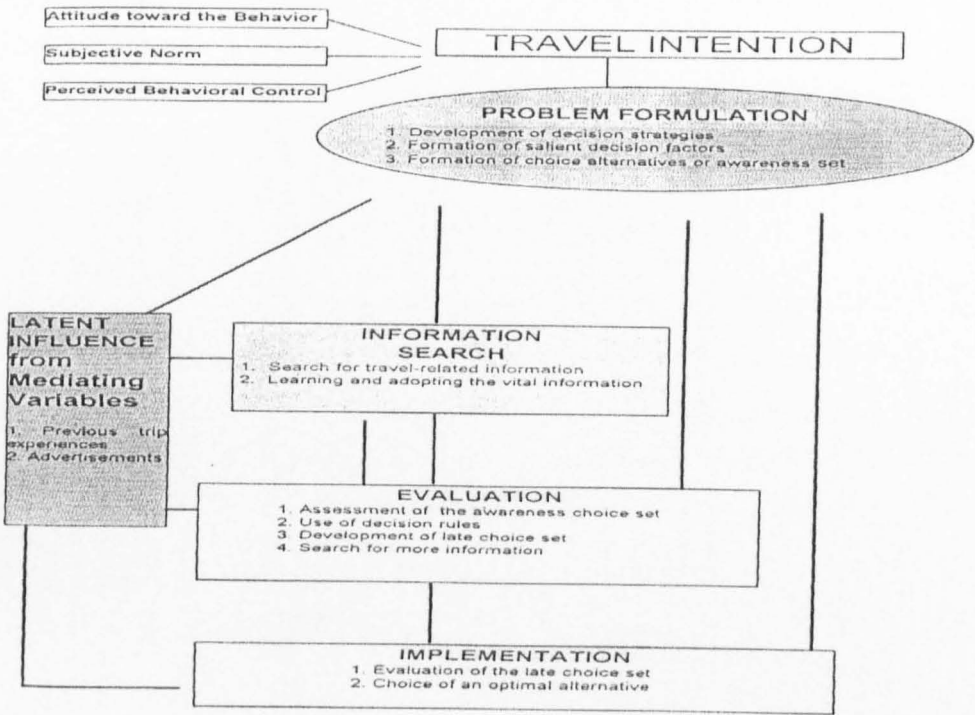 Attitude toward the Behavior
Subjective Norm
Perceived Behavioral Control
TRAVEL INTENTION
PROBLEM FORMULATION
1. Development of decision strategies
2. Formation of salient decision factors
3. Formation of choice alternatives or awareness set
LATENT
INFLUENCE
from
Mediating
Variables
1. Previous trip
experiences
2. Advertisements
INFORMATION
SEARCH
1. Search for travel-related information
2. Learning and adopting the vital information
EVALUATION
1. Assessment of the awareness choice set
2. Use of decision rules
3. Development of late choice set
4. Search for more information
IMPLEMENTATION
1. Evaluation of the late choice set
2. Choice of an optimal alternative